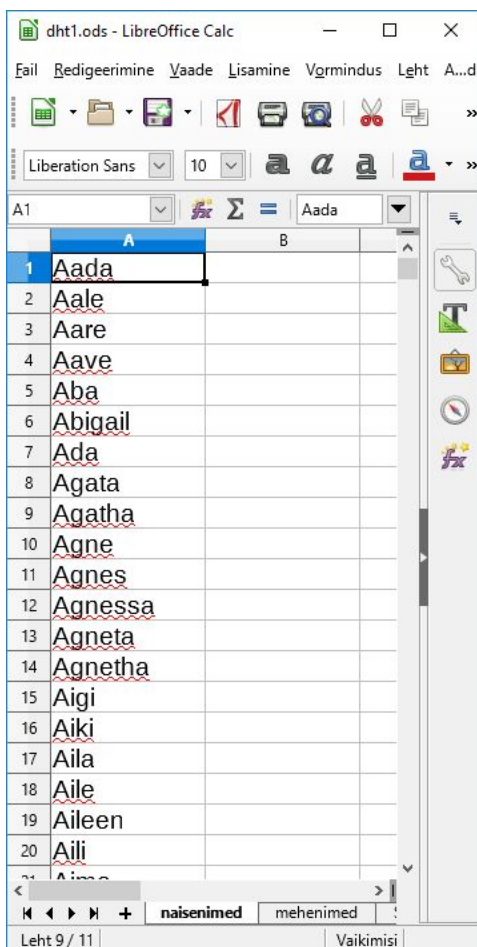 dht1.ods - LibreOffice Calc
Fail Redigeerimine Vaade Lisamine Vormindus Leht A...d
Liberation Sans 10 a a a a
A1 fx Σ = Aada
A B
1 Aada
2 Aale
3 Aare
4 Aave
5 Aba
6 Abigail
7 Ada
8 Agata
9 Agatha
10 Agne
11 Agnes
12 Agnessa
13 Agneta
14 Agnetha
15 Aigi
16 Aiki
17 Aila
18 Aile
19 Aileen
20 Aili
naisenimed mehenimed
Leht 9 / 11 Vaikimisi